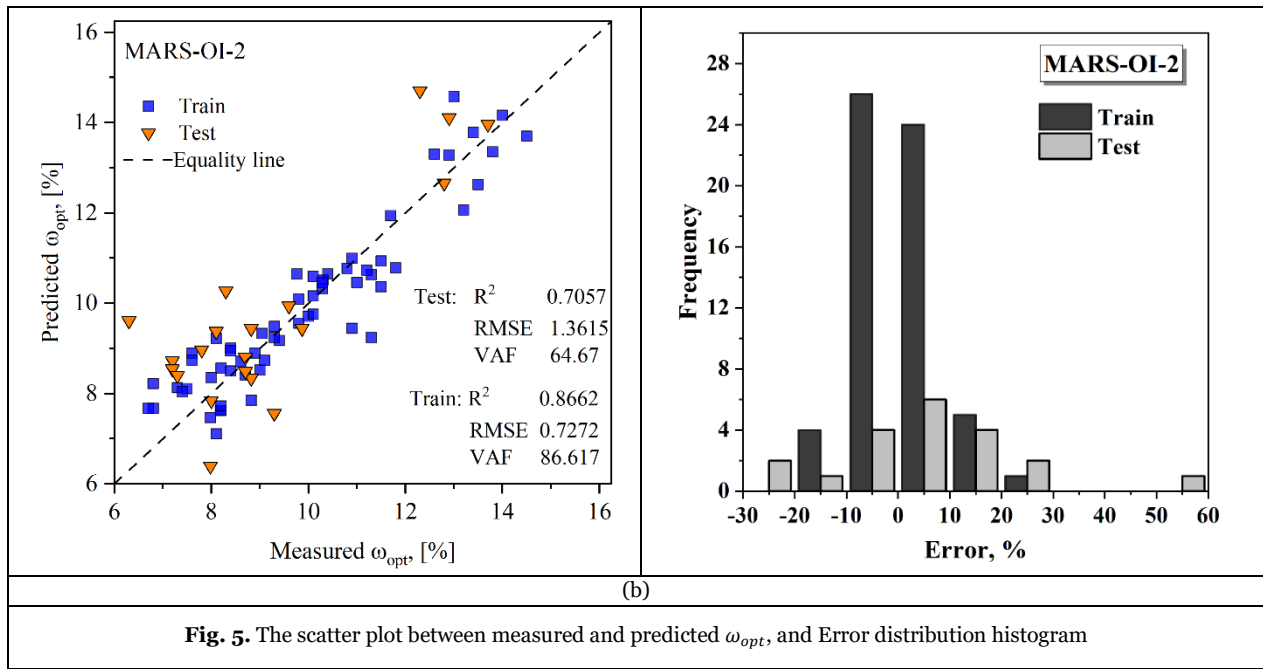 MARS-OI-2
Train
Test
Equality line
Predicted ωopt, [%]
16
14
12
10
8
6
Test: R² 0.7057
RMSE 1.3615
VAF 64.67
Train: R² 0.8662
RMSE 0.7272
VAF 86.617
6 8 10 12 14 16
Measured ωopt, [%]
MARS-OI-2
Train
Test
Frequency
28
24
20
16
12
8
4
0
-30 -20 -10 0 10 20 30 40 50 60
Error, %
(b)
Fig. 5. The scatter plot between measured and predicted ωopt, and Error distribution histogram